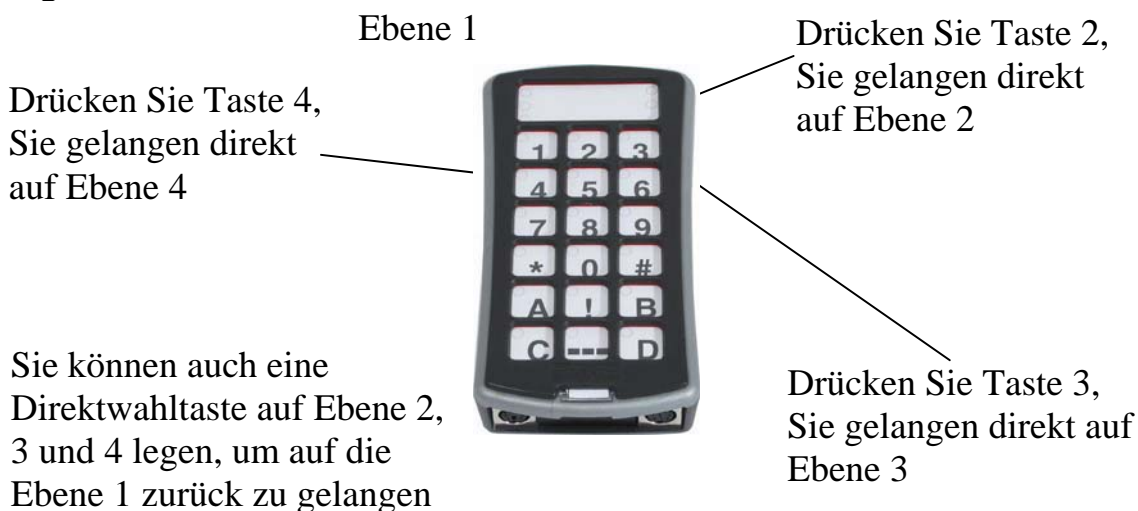 Ebene 1
Drücken Sie Taste 2,
Sie gelangen direkt
auf Ebene 2
Drücken Sie Taste 4,
Sie gelangen direkt
auf Ebene 4
1 2 3
4 5 6
7 8 9
* 0 #
A ! B
C --- D
Sie können auch eine
Direktwahltaste auf Ebene 2,
3 und 4 legen, um auf die
Ebene 1 zurück zu gelangen
Drücken Sie Taste 3,
Sie gelangen direkt auf
Ebene 3